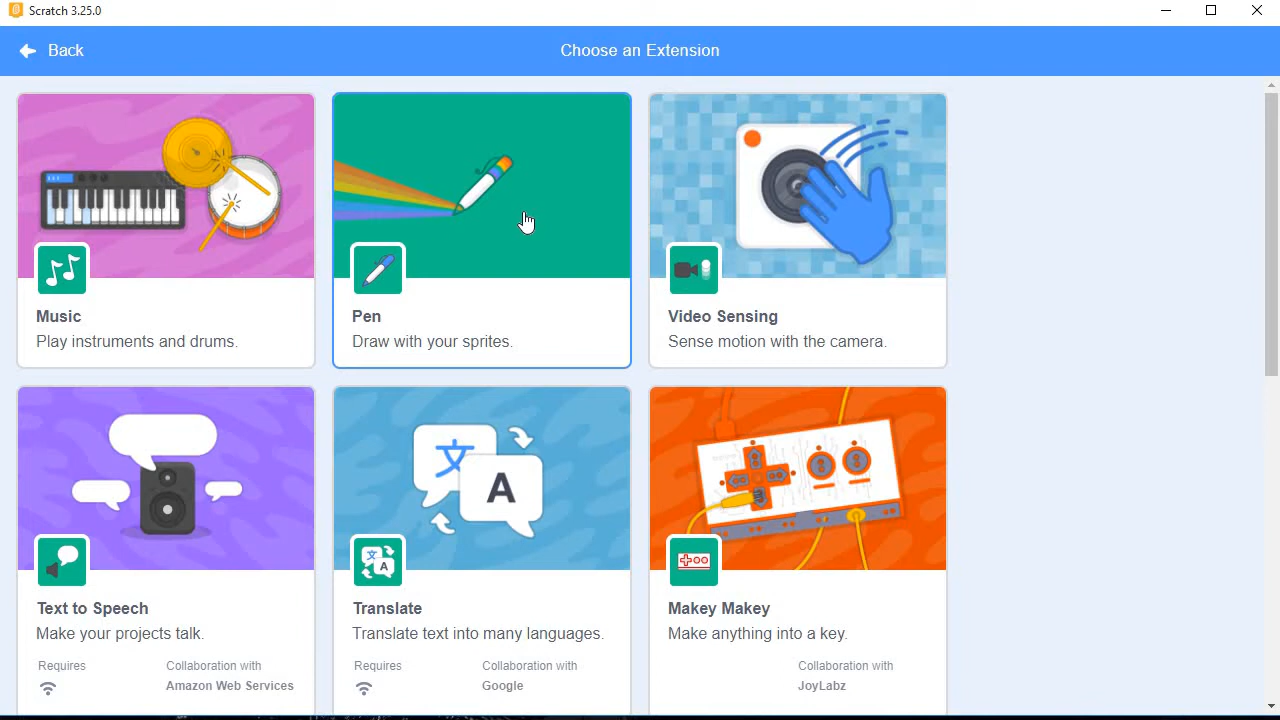 Scratch 3.25.0
Back
Choose an Extension
Music
Play instruments and drums.
Pen
Draw with your sprites.
Video Sensing
Sense motion with the camera.
文
A
文
A
Text to Speech
Make your projects talk.
Requires
Collaboration with
Amazon Web Services
Translate
Translate text into many languages.
Requires
Collaboration with
Google
Makey Makey
Make anything into a key.
Collaboration with
JoyLabz